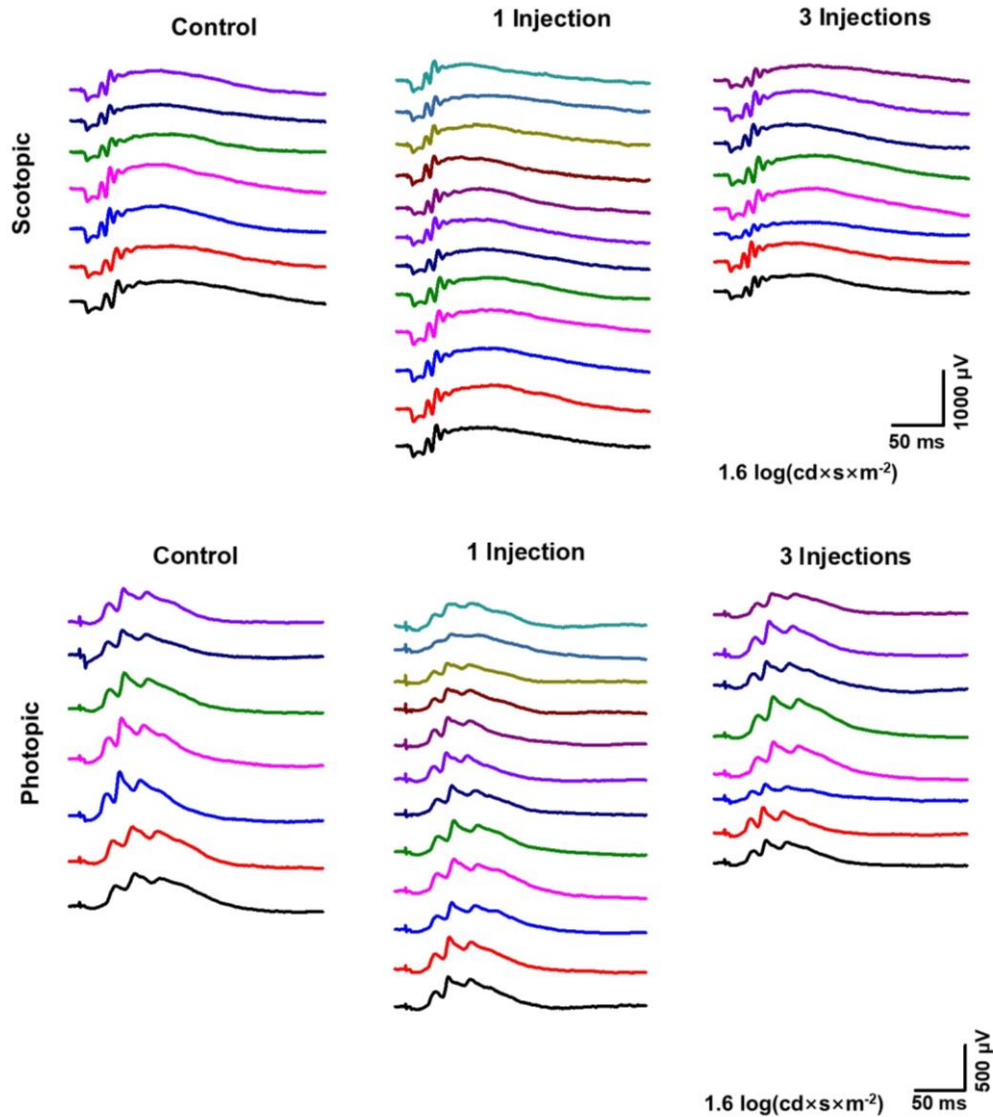 Control
1 Injection
3 Injections
Scotopic
1000 µV
50 ms
1.6 log(cd×s×m⁻²)
Control
1 Injection
3 Injections
Photopic
500 µV
1.6 log(cd×s×m⁻²)
50 ms